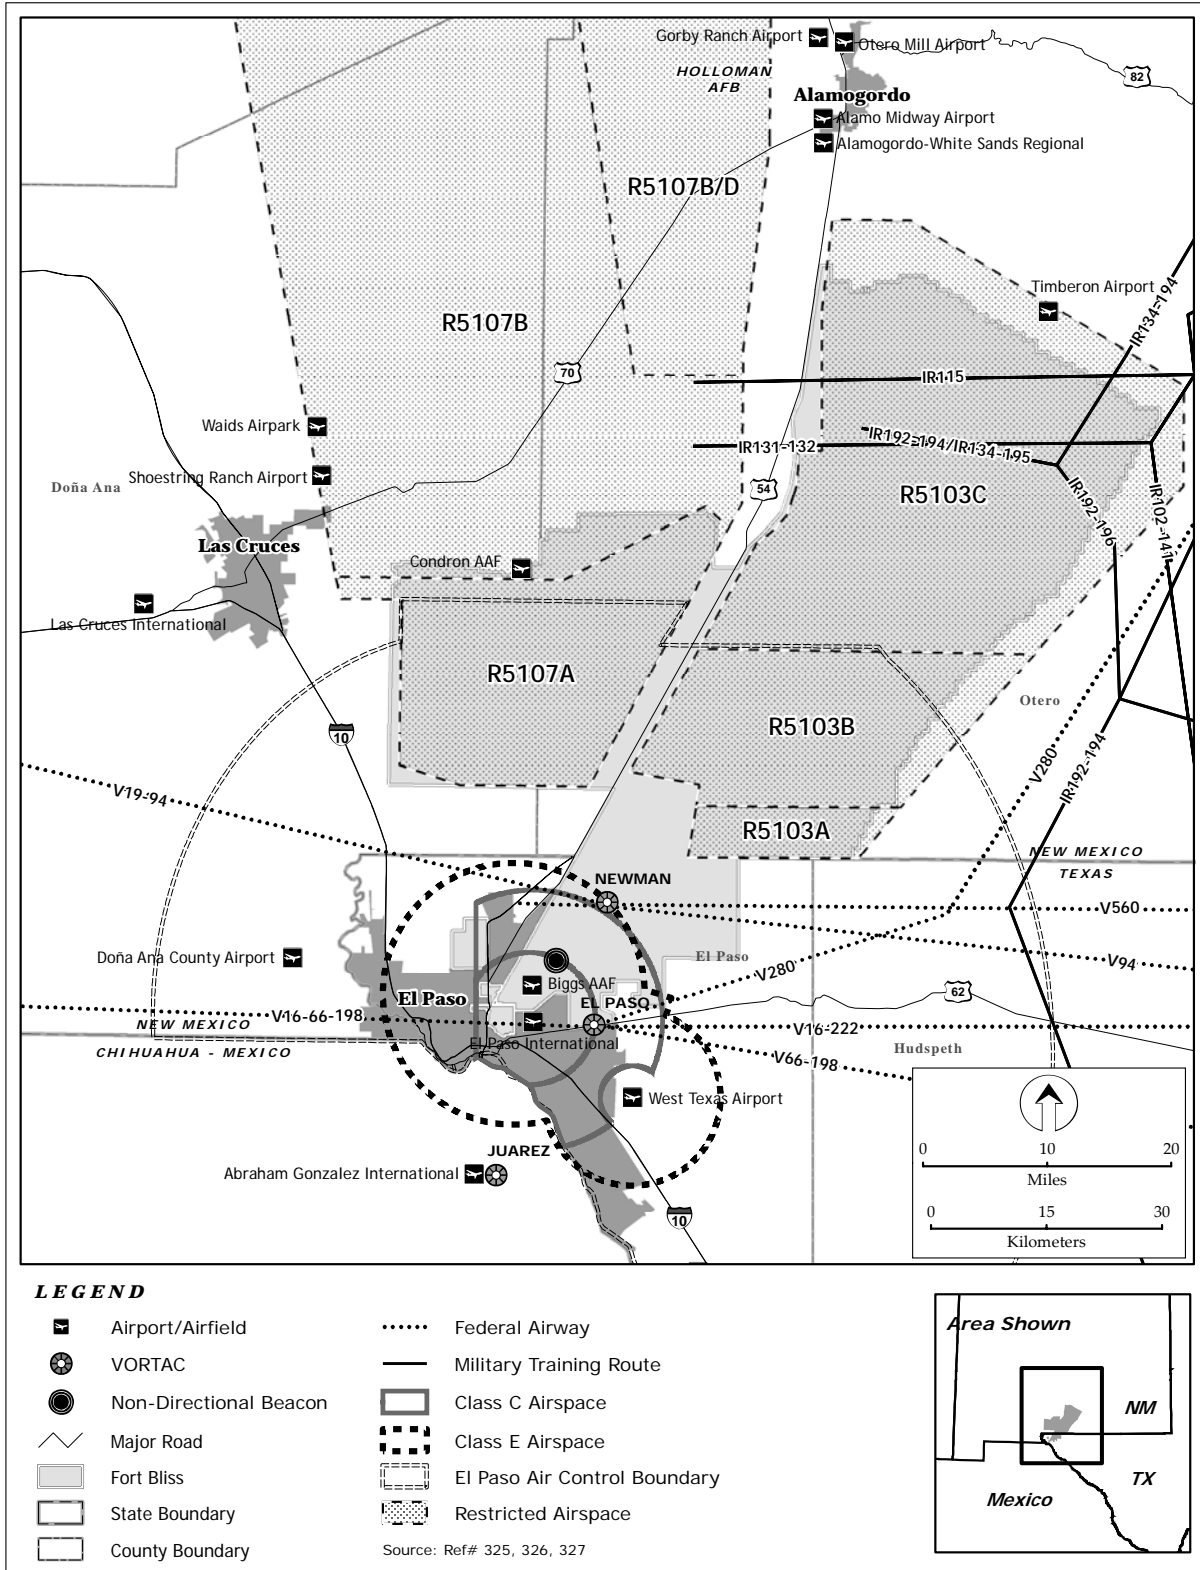 Gorby Ranch Airport
Otero Mill Airport
HOLLOMAN
AFB
82
Alamogordo
Alamo Midway Airport
Alamogordo-White Sands Regional
R5107B/D
Timberon Airport
IR134-194
R5107B
70
IR115
Waids Airpark
IR131-132
IR192-194/IR134-195
Shoestring Ranch Airport
Doña Ana
54
R5103C
IR192-196
IR102-141
Las Cruces
Condron AAF
Las Cruces International
R5107A
Otero
R5103B
10
V280
IR192-194
V19-94
R5103A
NEW MEXICO
TEXAS
NEWMAN
V560
Doña Ana County Airport
El Paso
V94
V280
Biggs AAF
62
El Paso
EL PASO
V16-66-198
NEW MEXICO
V16-222
CHIHUAHUA - MEXICO
El Paso International
Hudspeth
V66-198
West Texas Airport
JUAREZ
Abraham Gonzalez International
10
0 10 20
Miles
0 15 30
Kilometers
LEGEND
Airport/Airfield
VORTAC
Non-Directional Beacon
Major Road
Fort Bliss
State Boundary
County Boundary
Federal Airway
Military Training Route
Class C Airspace
Class E Airspace
El Paso Air Control Boundary
Restricted Airspace
Source: Ref# 325, 326, 327
Area Shown
NM
TX
Mexico